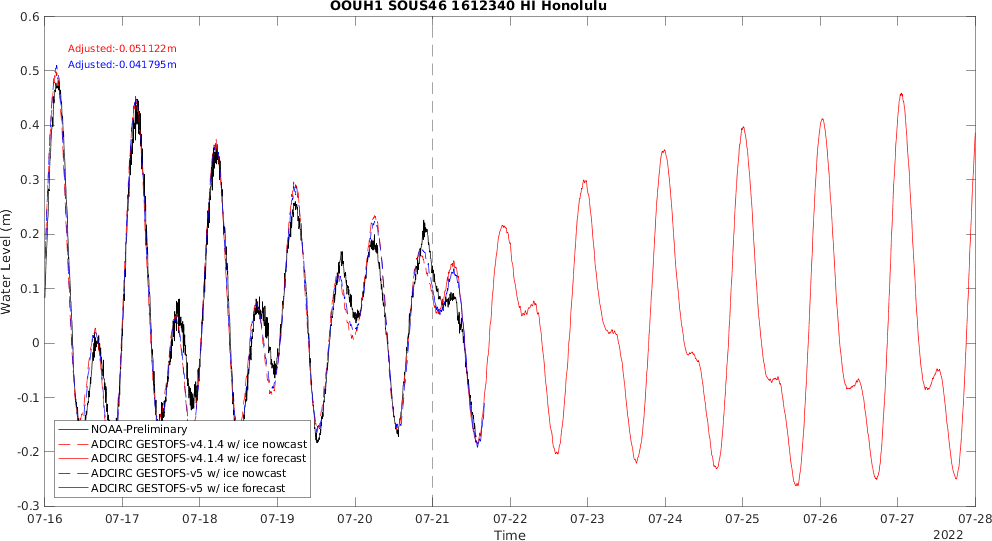 OOUH1 SOUS46 1612340 HI Honolulu
Adjusted:-0.051122m
Adjusted:-0.041795m
Water Level (m)
0.6
0.5
0.4
0.3
0.2
0.1
0
-0.1
-0.2
-0.3
NOAA-Preliminary
ADCIRC GESTOFS-v4.1.4 w/ ice nowcast
ADCIRC GESTOFS-v4.1.4 w/ ice forecast
ADCIRC GESTOFS-v5 w/ ice nowcast
ADCIRC GESTOFS-v5 w/ ice forecast
07-16 07-17 07-18 07-19 07-20 07-21 07-22 07-23 07-24 07-25 07-26 07-27 07-28
Time
2022